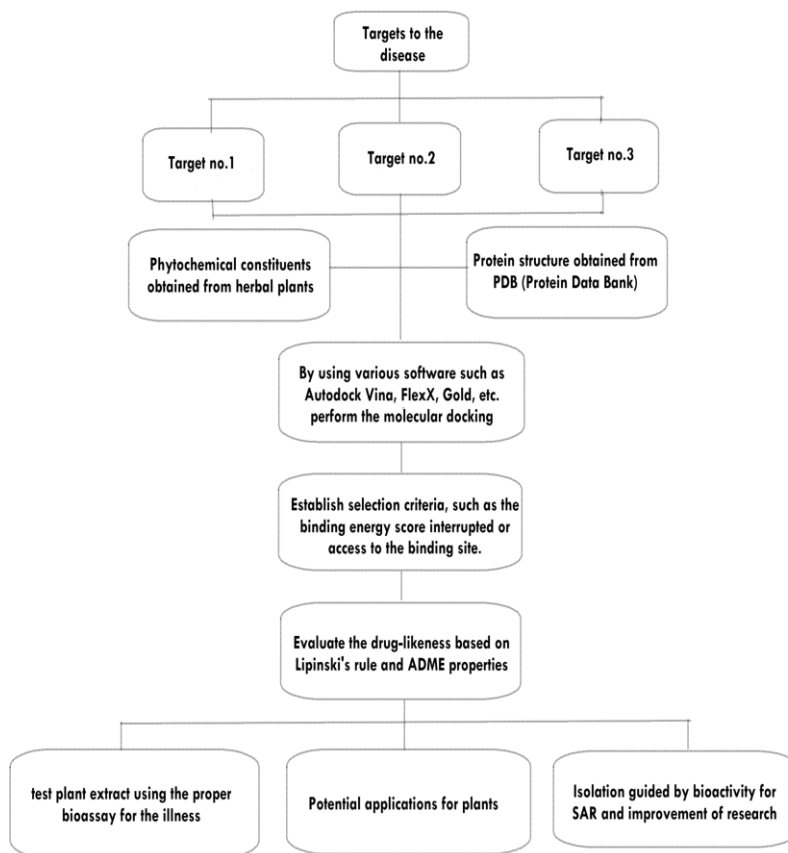 Targets to the
disease
Target no.1
Target no.2
Target no.3
Phytochemical constituents
obtained from herbal plants
Protein structure obtained from
PDB (Protein Data Bank)
By using various software such as
Autodock Vina, FlexX, Gold, etc.
perform the molecular docking
Establish selection criteria, such as the
binding energy score interrupted or
access to the binding site.
Evaluate the drug-likeness based on
Lipinski's rule and ADME properties
test plant extract using the proper
bioassay for the illness
Potential applications for plants
Isolation guided by bioactivity for
SAR and improvement of research